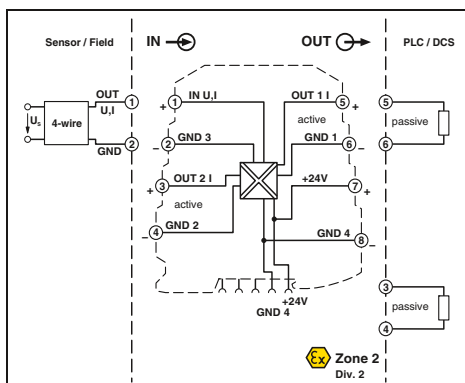 Sensor / Field
IN
OUT
PLC / DCS
OUT
U,I
1
+
1
IN U,I
OUT 1 I
5
+
5
passive
Us
4-wire
active
GND
2
−
2
GND 3
GND 1
6
−
6
+
3
OUT 2 I
+24V
7
+
active
−
4
GND 2
GND 4
8
−
+24V
GND 4
3
passive
4
Ex
Zone 2
Div. 2